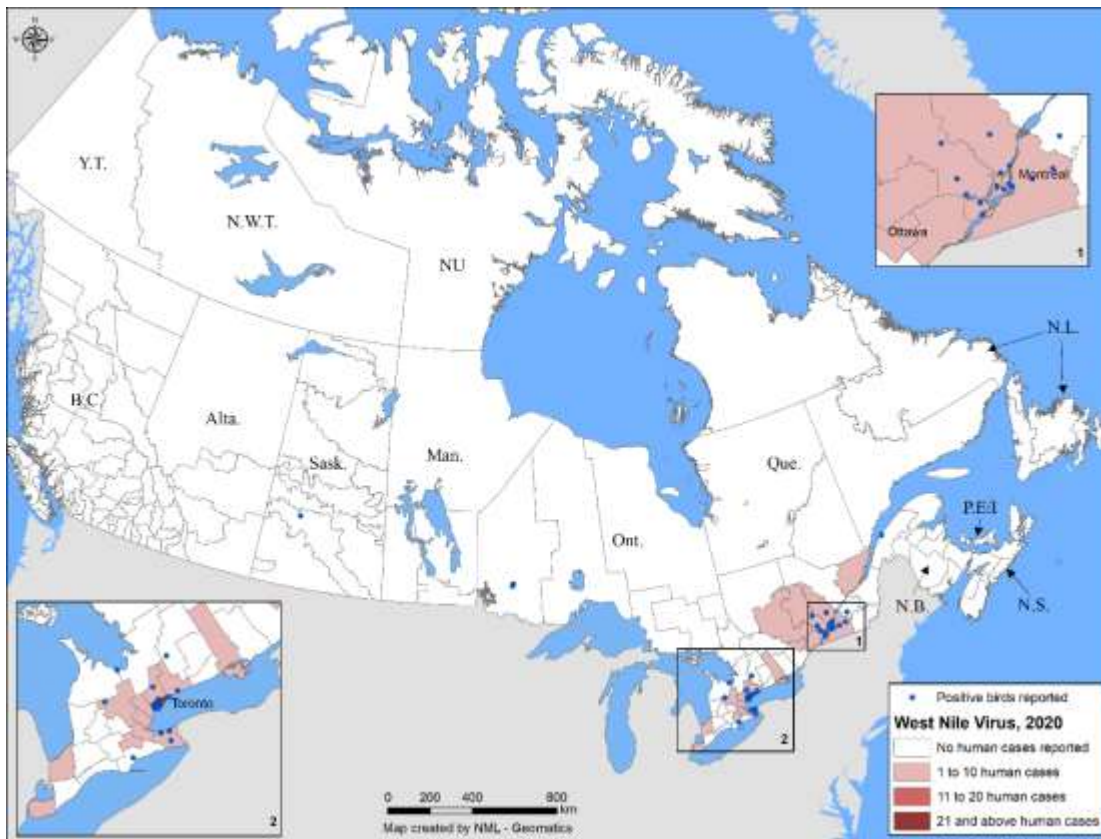 N
W
E
S
Y.T.
N.W.T.
NU
B.C
Alta.
Sask.
Man.
Ont.
Que.
N.L.
P.E.I
N.B.
N.S.
Montreal
Ottawa
1
1
2
Toronto
2
0 200 400 800
km
Map created by NML - Geomatics
Positive birds reported
West Nile Virus, 2020
No human cases reported
1 to 10 human cases
11 to 20 human cases
21 and above human cases